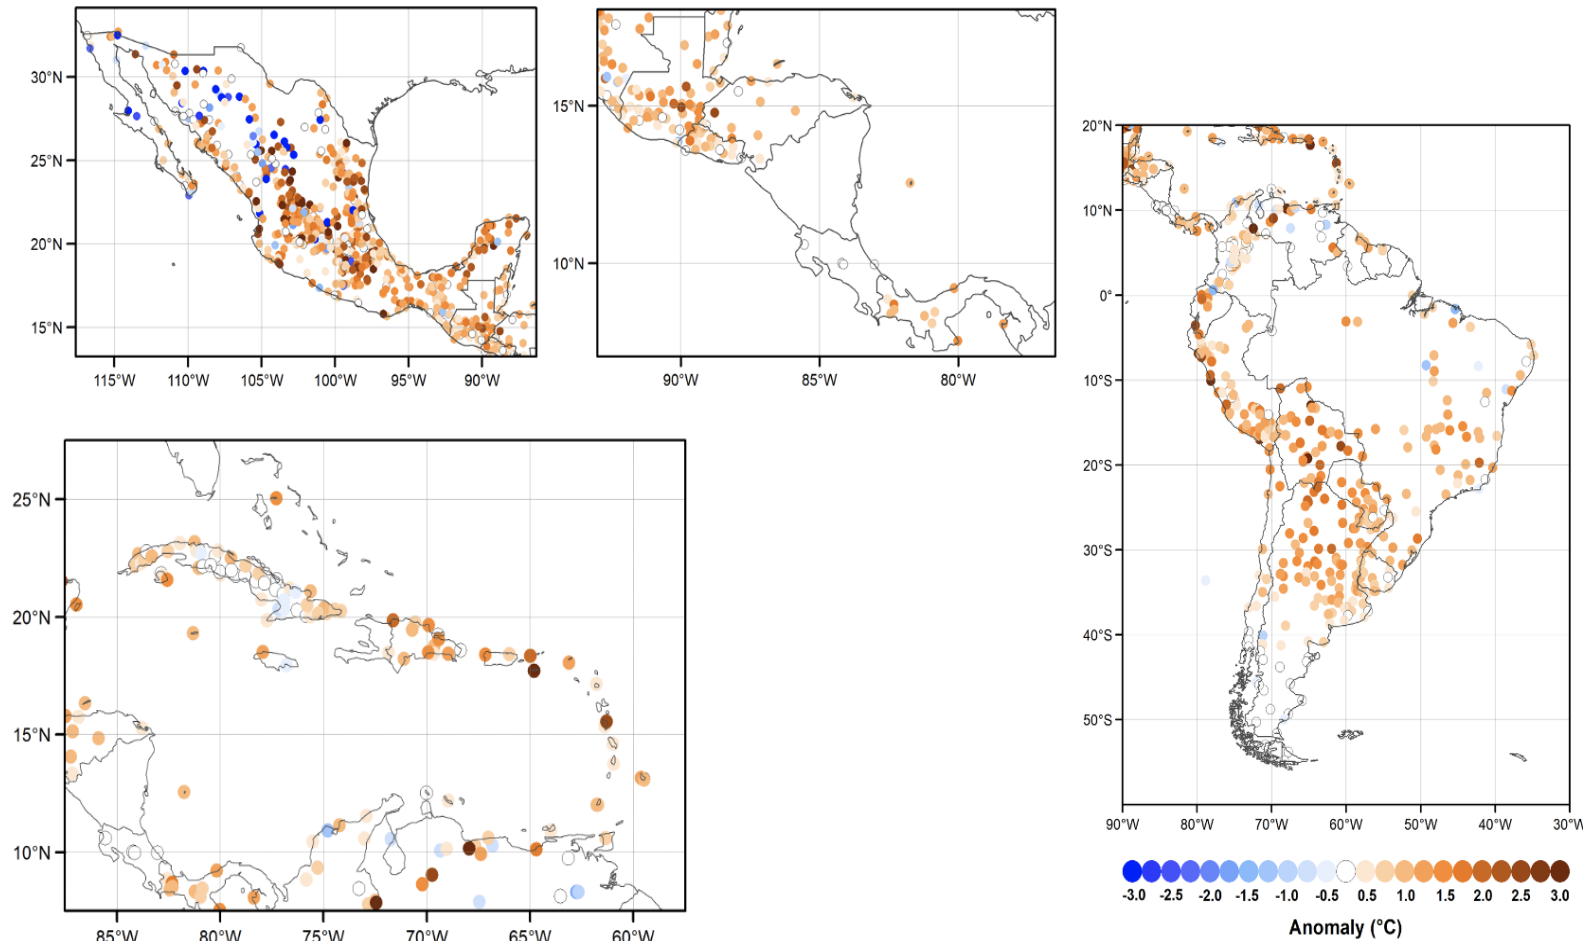 30°N
25°N
20°N
15°N
115°W 110°W 105°W 100°W 95°W 90°W
15°N
10°N
90°W 85°W 80°W
25°N
20°N
15°N
10°N
85°W 80°W 75°W 70°W 65°W 60°W
20°N
10°N
0°
10°S
20°S
30°S
40°S
50°S
90°W 80°W 70°W 60°W 50°W 40°W 30°W
-3.0 -2.5 -2.0 -1.5 -1.0 -0.5 0.5 1.0 1.5 2.0 2.5 3.0
Anomaly (°C)